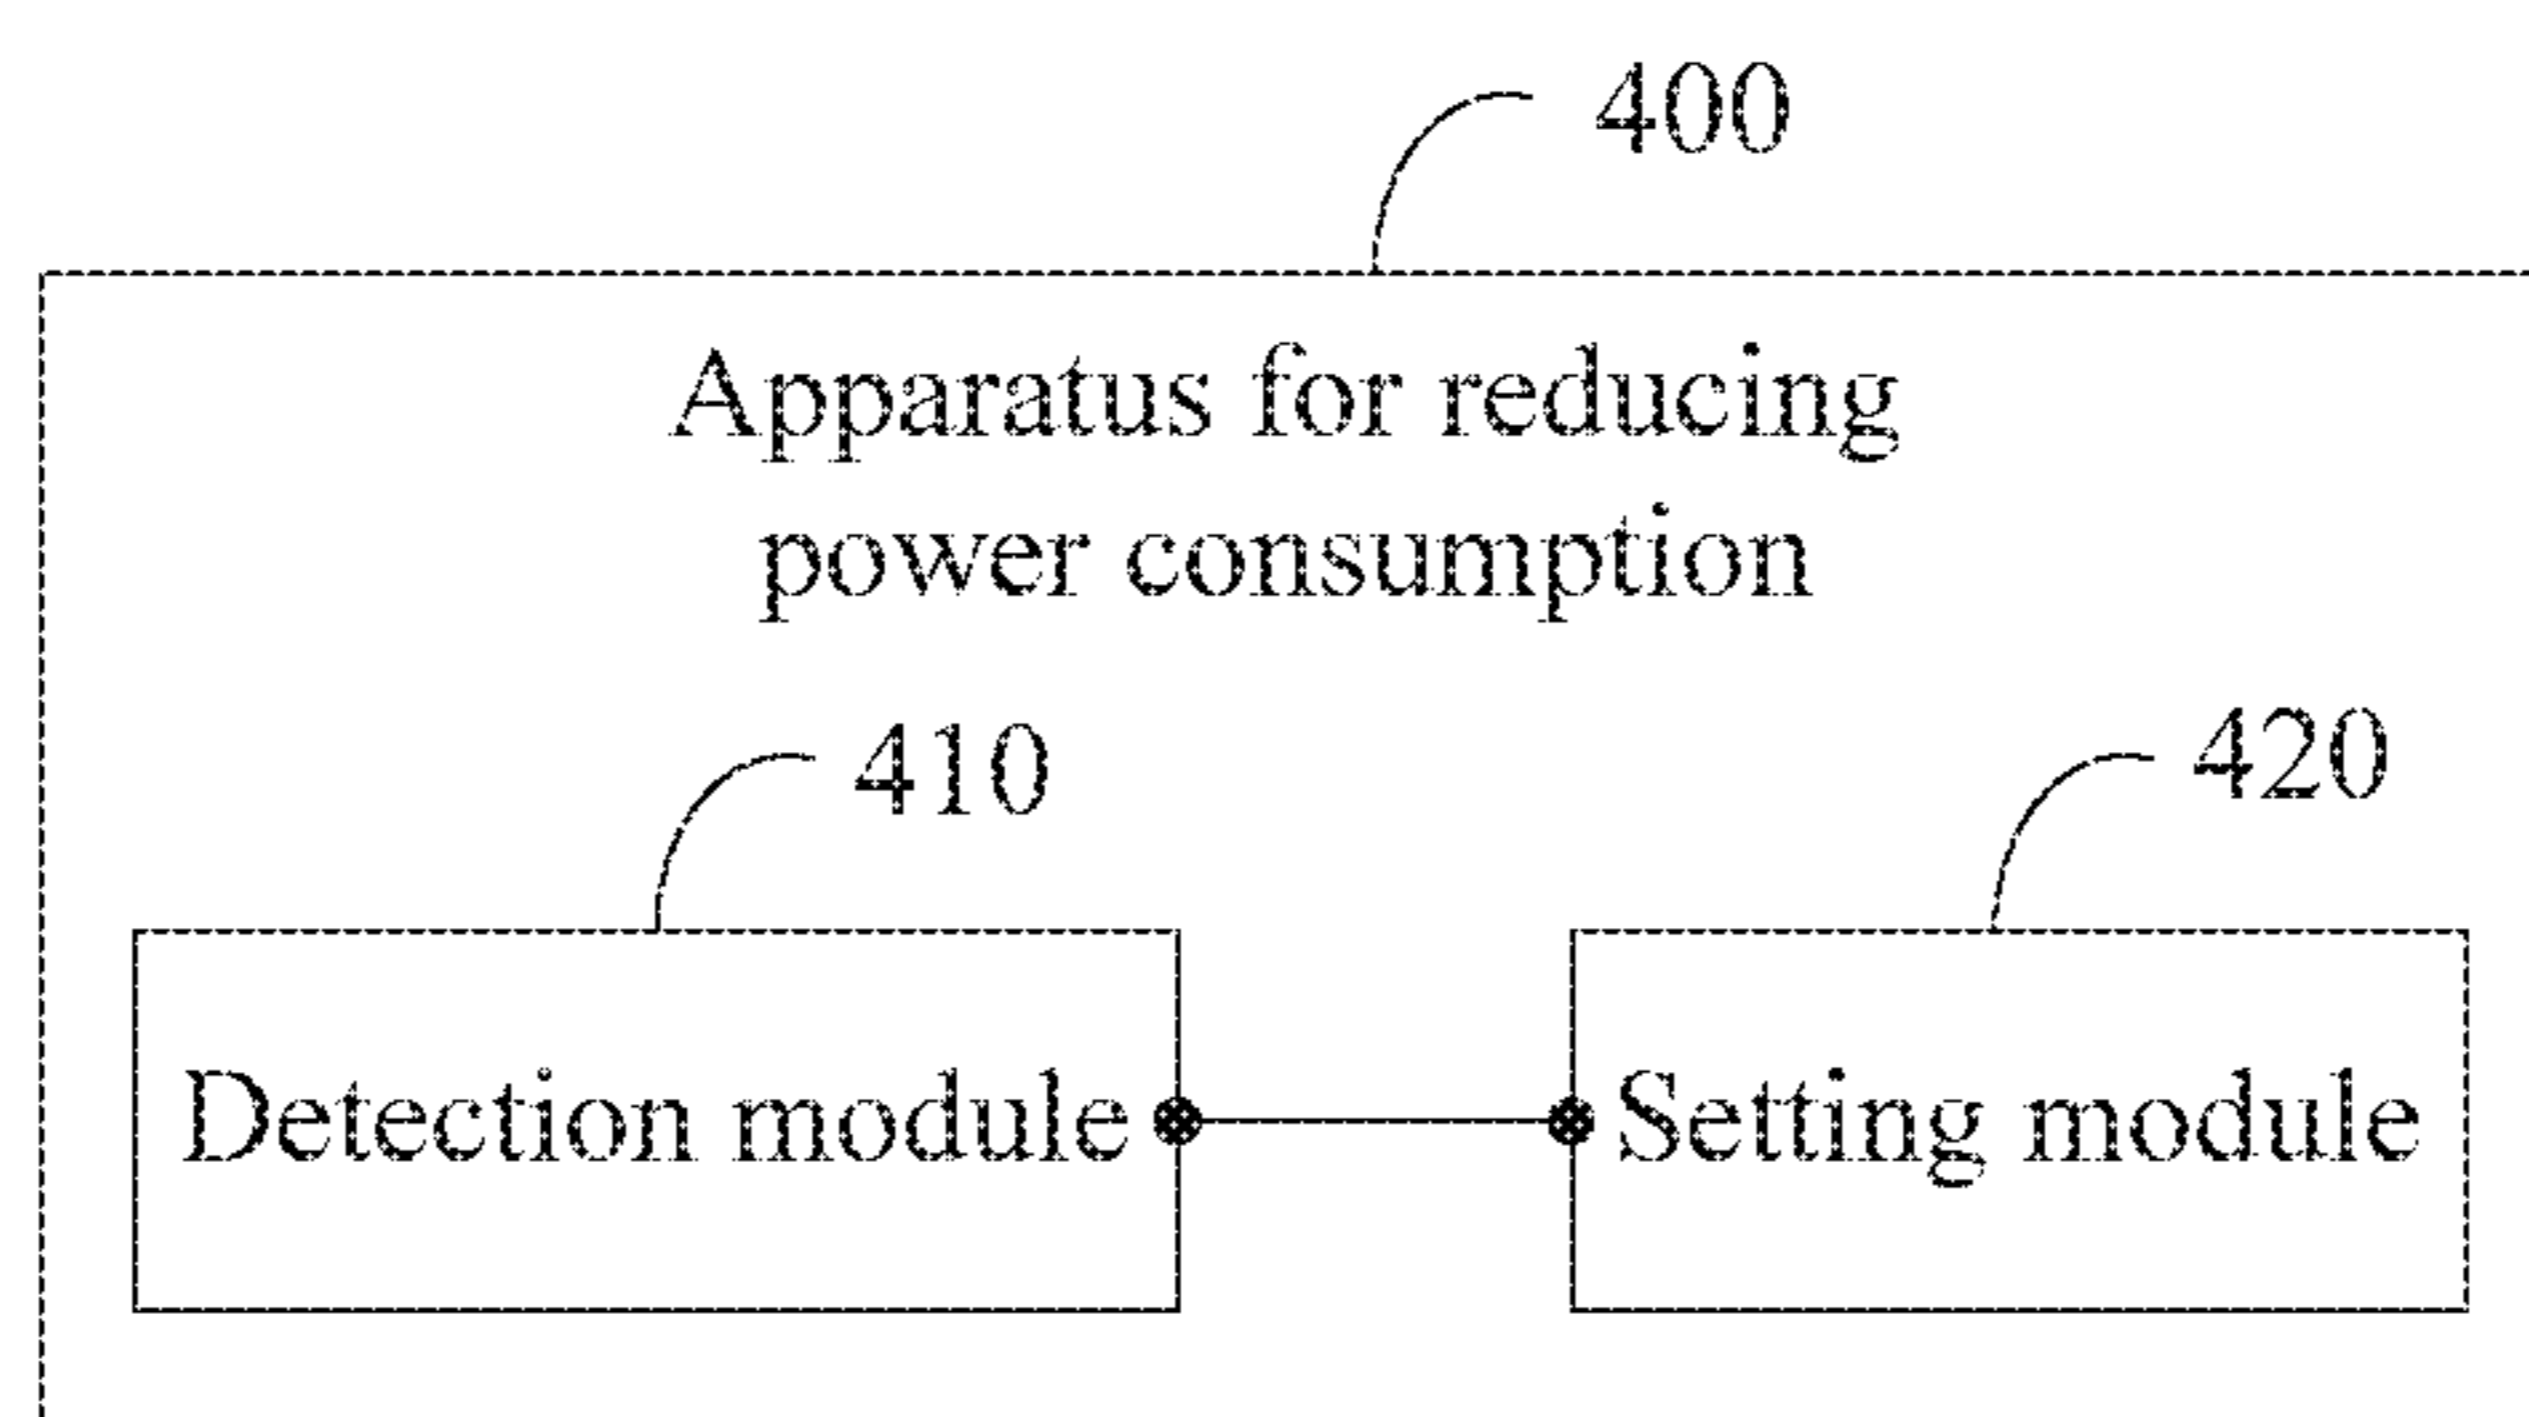 400
Apparatus for reducing
power consumption
410
420
Detection module
Setting module